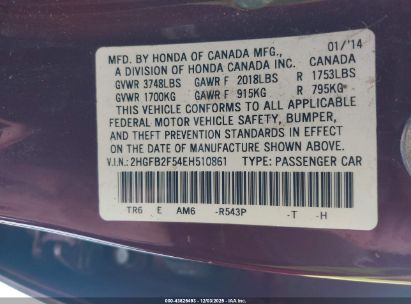 MFD. BY HONDA OF CANADA MFG., 01/'14
A DIVISION OF HONDA CANADA INC. CANADA
GVWR 3748LBS GAWR F 2018LBS R 1753LBS
GVWR 1700KG GAWR F 915KG R 795KG
THIS VEHICLE CONFORMS TO ALL APPLICABLE
FEDERAL MOTOR VEHICLE SAFETY, BUMPER,
AND THEFT PREVENTION STANDARDS IN EFFECT
ON THE DATE OF MANUFACTURE SHOWN ABOVE.
V.I.N.: 2HGFB2F54EH510861 TYPE: PASSENGER CAR
TR6 E AM6 -R543P -T -H